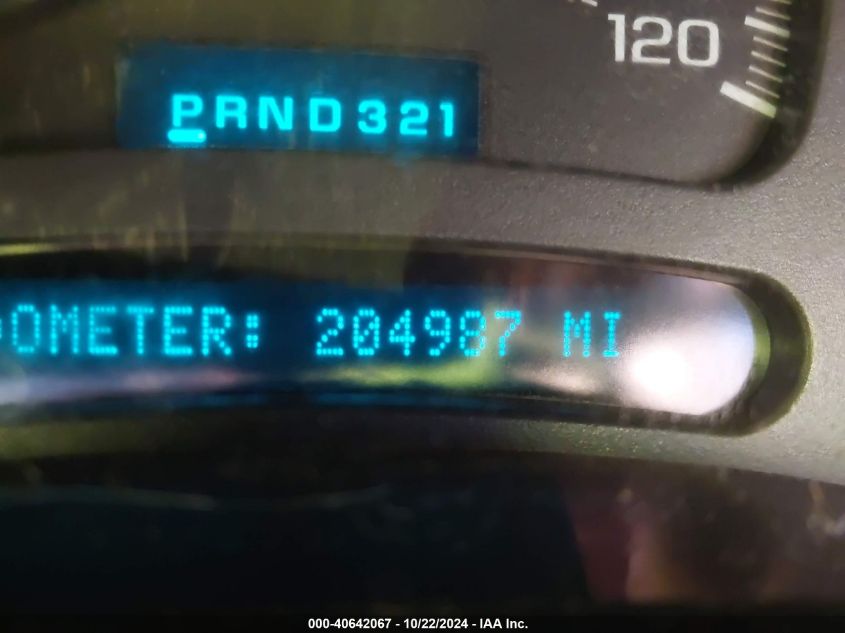 120
PRND321
OMETER: 204987 MI
000-40642067 - 10/22/2024 - IAA Inc.